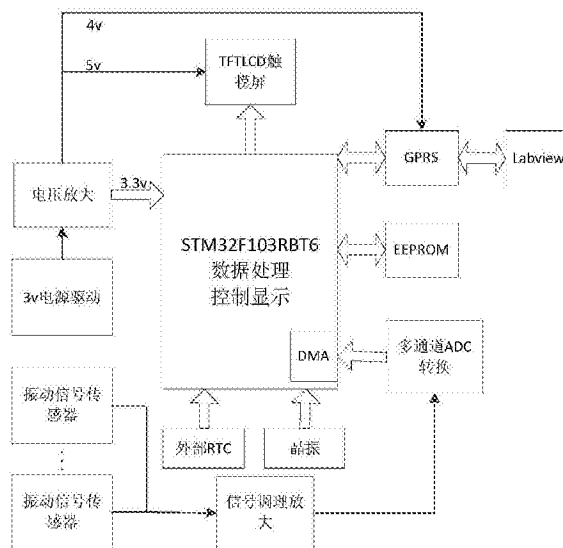 4v
5v
TFTLCD触
摸屏
GPRS
Labview
电压放大
3.3v
STM32F103RBT6
数据处理
控制显示
EEPROM
3v电源驱动
DMA
多通道ADC
转换
振动信号传
感器
外部RTC
晶振
振动信号传
感器
信号调理放
大